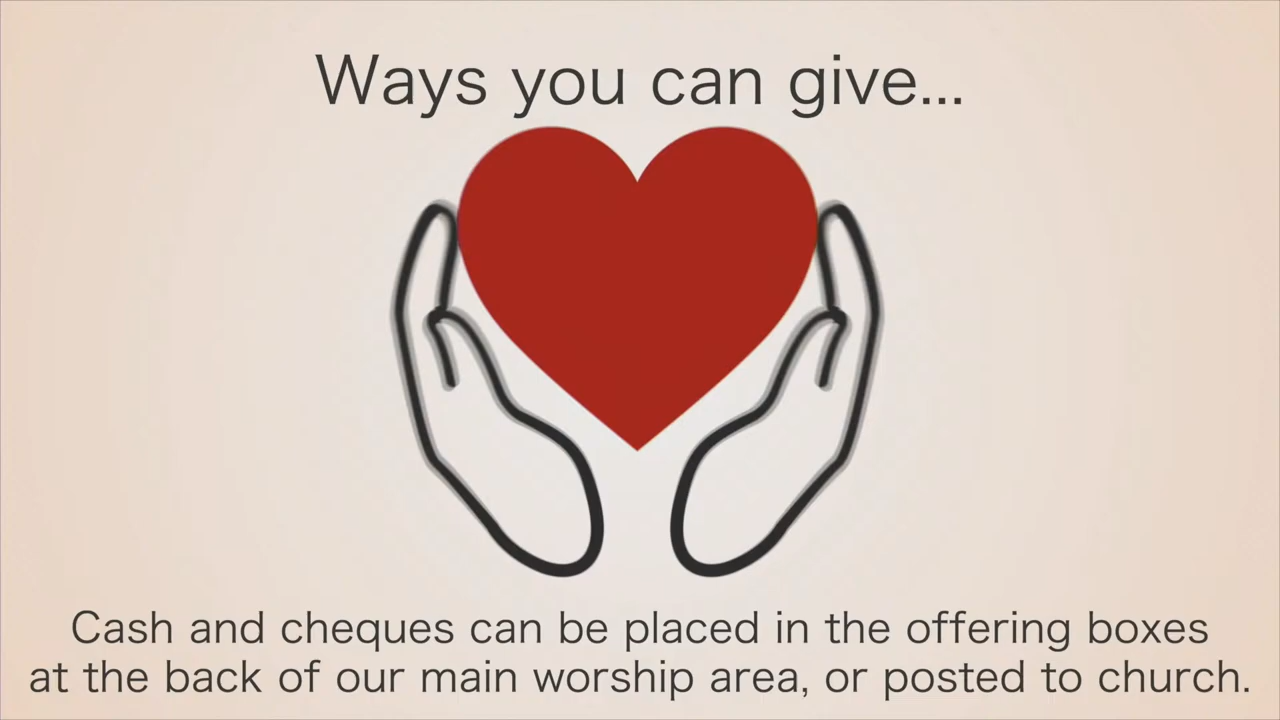 Ways you can give...
Cash and cheques can be placed in the offering boxes
at the back of our main worship area, or posted to church.